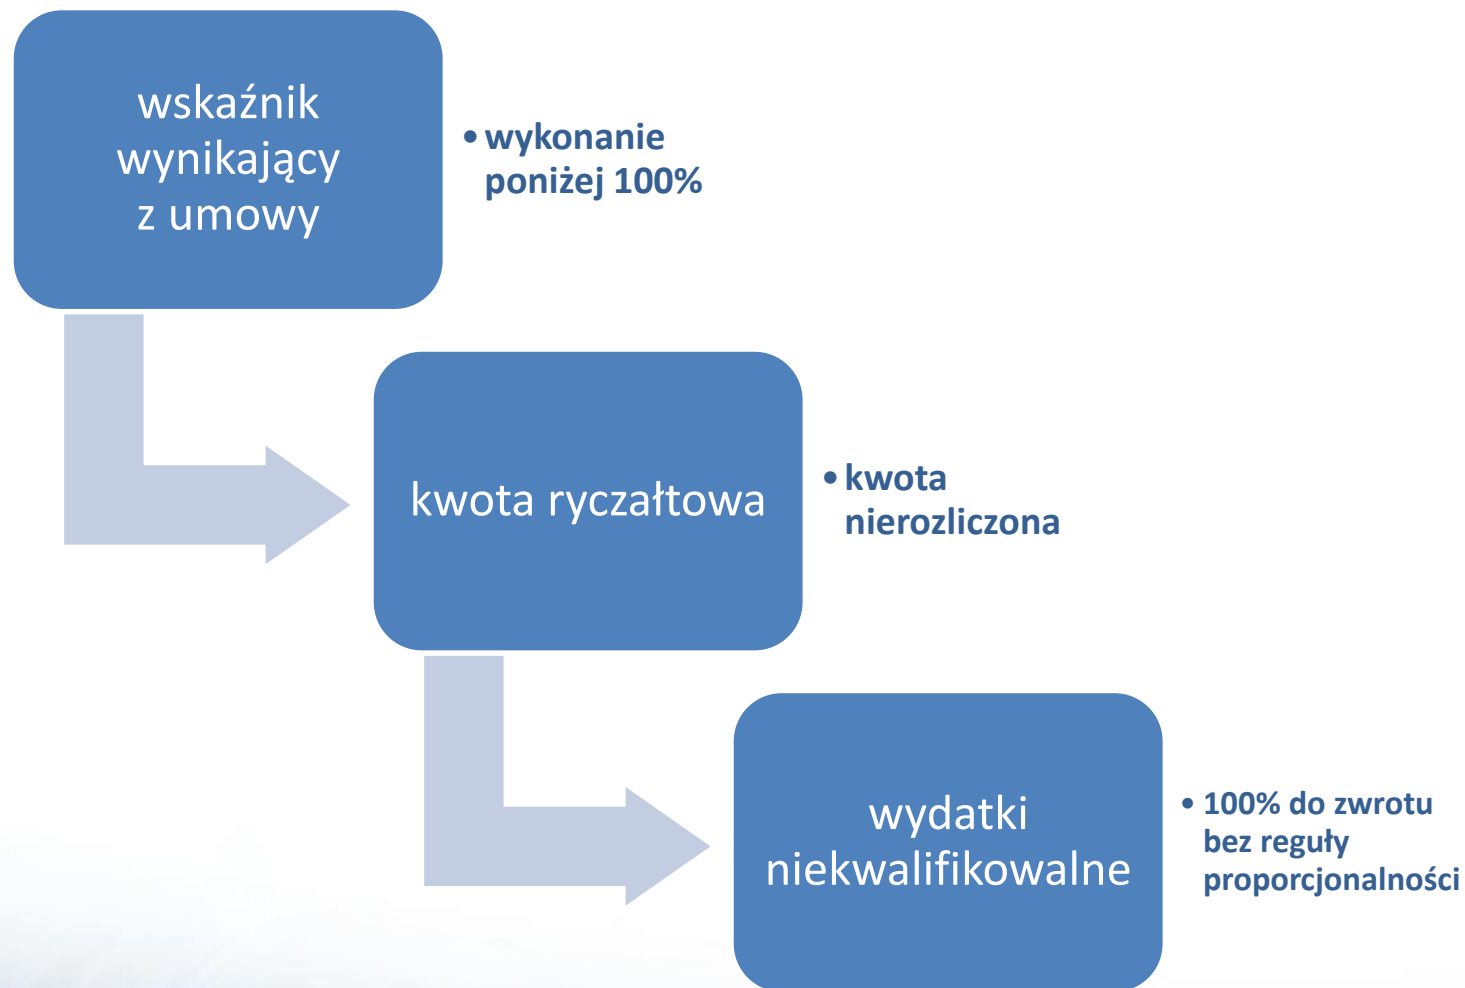 wskaźnik
wynikający
z umowy
• wykonanie
poniżej 100%
kwota ryczałtowa
• kwota
nierozliczona
wydatki
niekwalifikowalne
• 100% do zwrotu
bez reguły
proporcjonalności